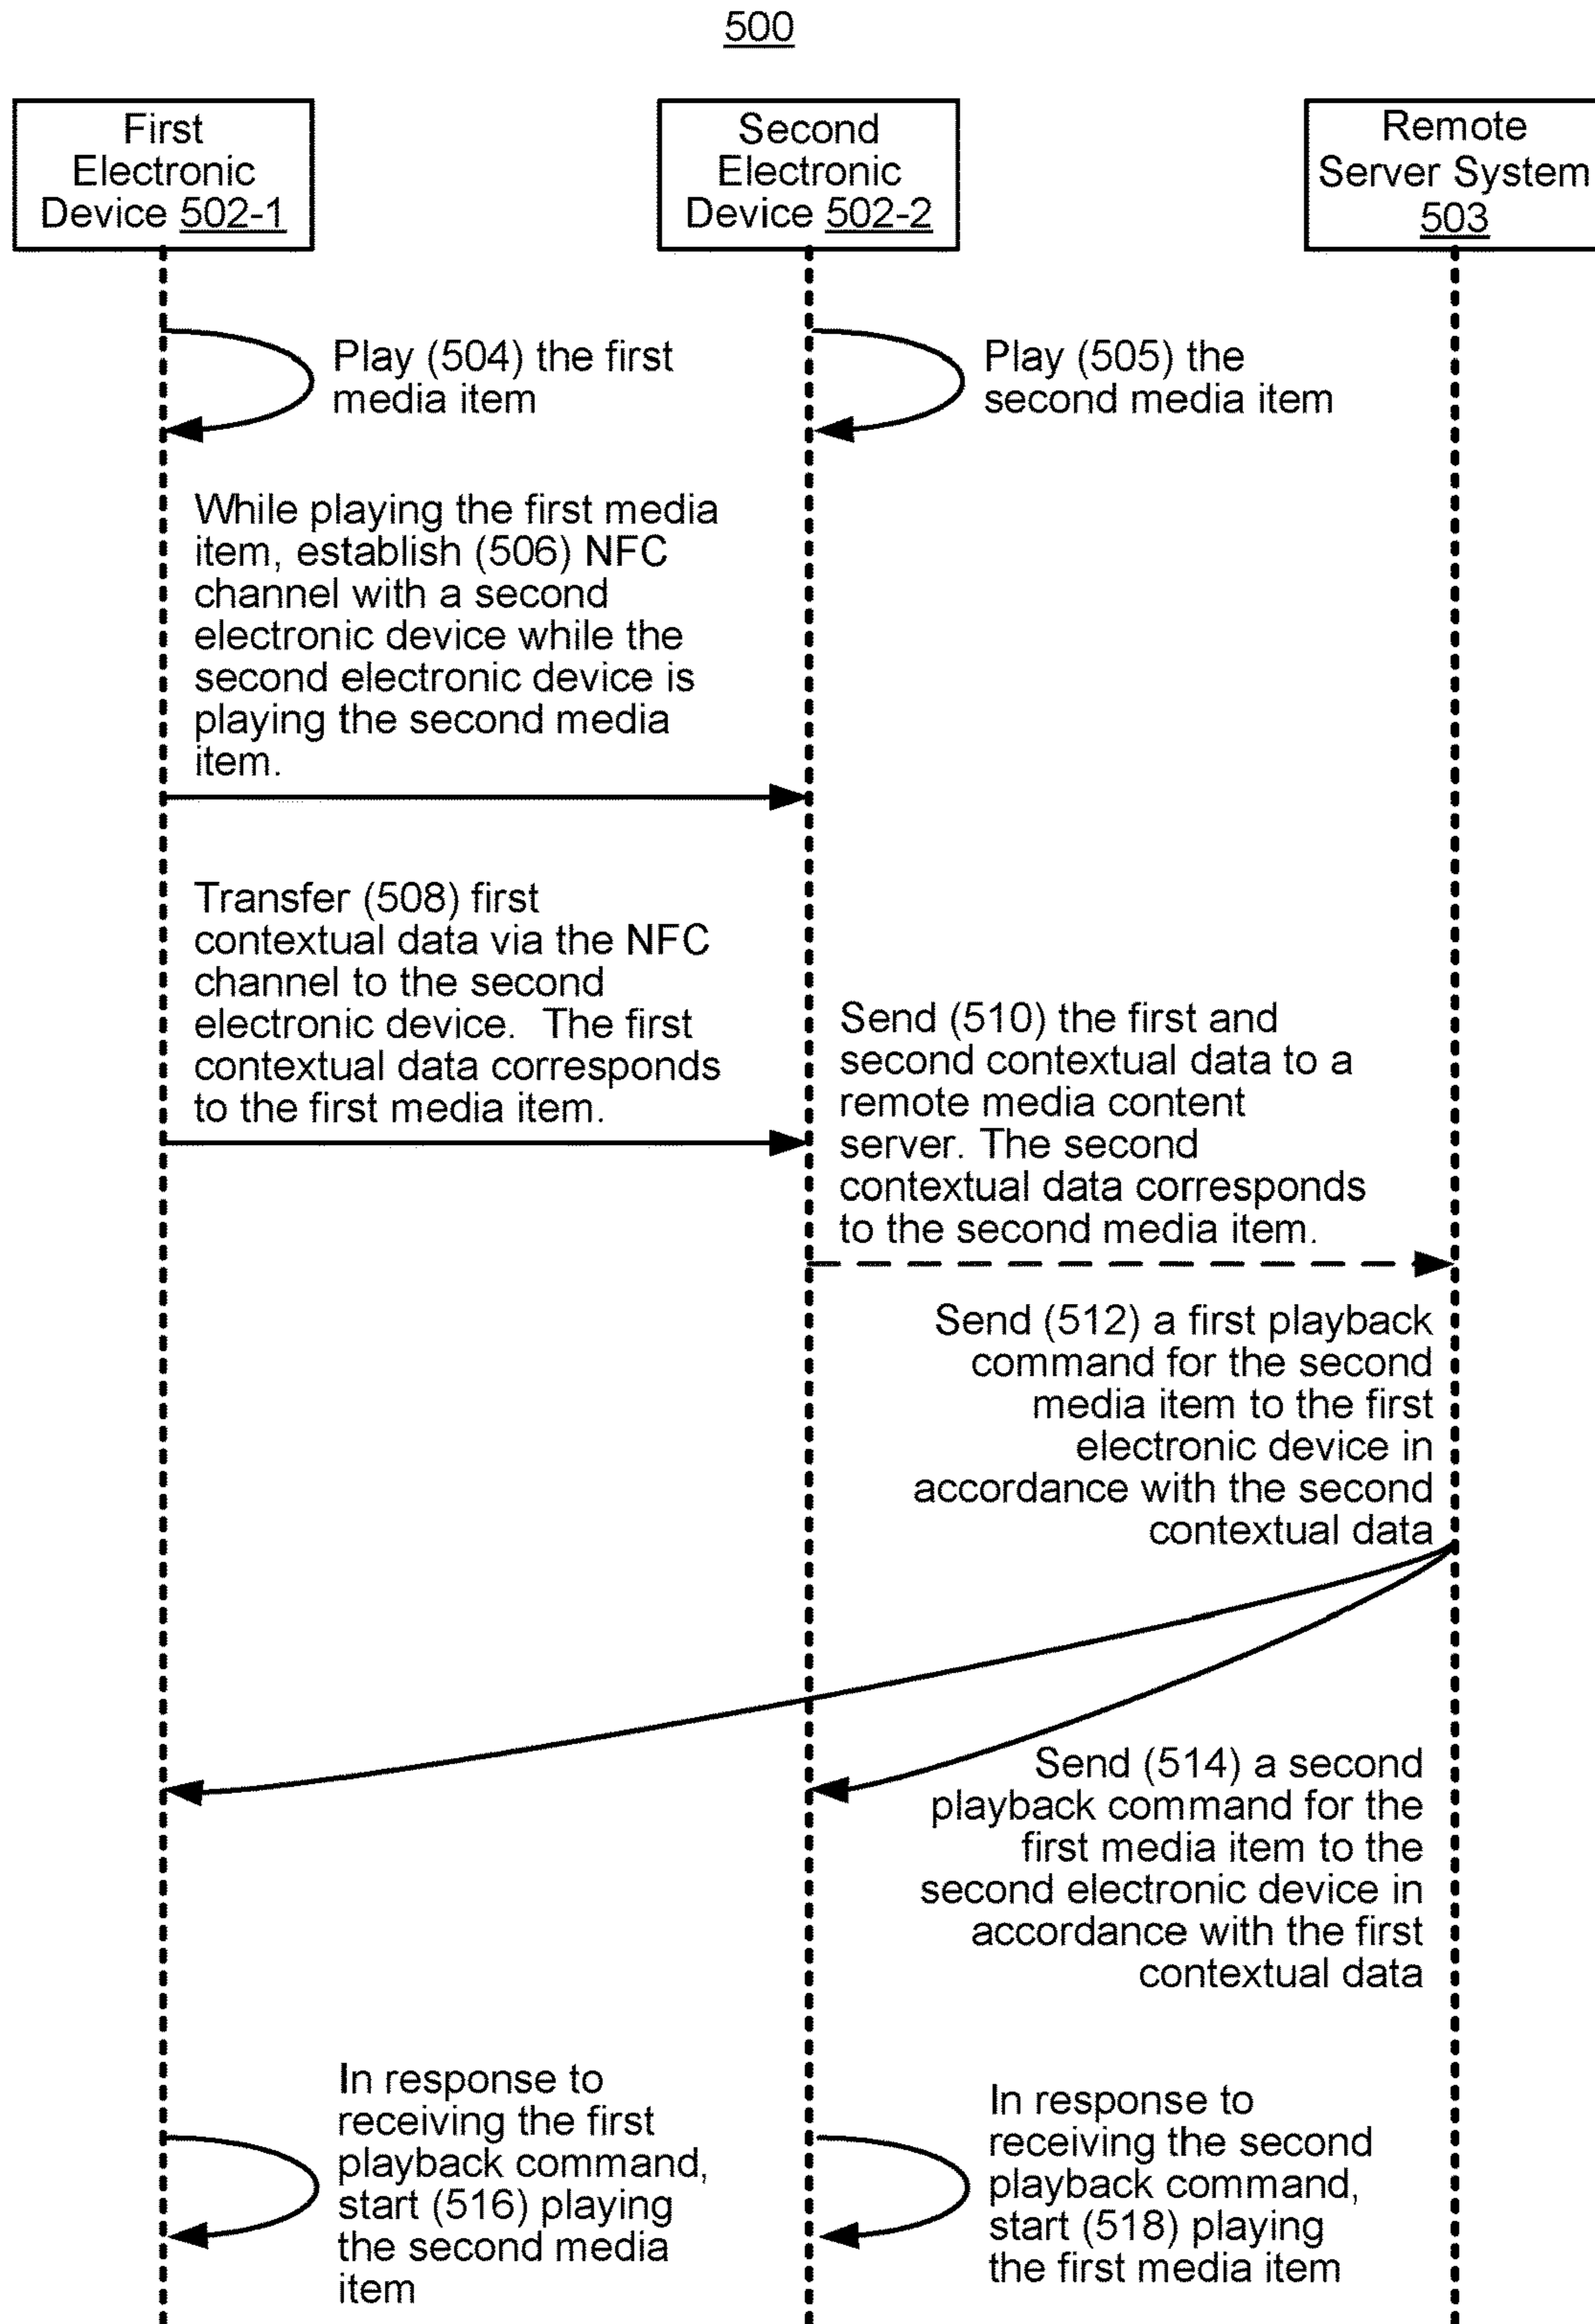 500
First
Electronic
Device 502-1
Second
Electronic
Device 502-2
Remote
Server System
503
Play (504) the first
media item
Play (505) the
second media item
While playing the first media
item, establish (506) NFC
channel with a second
electronic device while the
second electronic device is
playing the second media
item.
Transfer (508) first
contextual data via the NFC
channel to the second
electronic device.  The first
contextual data corresponds
to the first media item.
Send (510) the first and
second contextual data to a
remote media content
server. The second
contextual data corresponds
to the second media item.
Send (512) a first playback
command for the second
media item to the first
electronic device in
accordance with the second
contextual data
Send (514) a second
playback command for the
first media item to the
second electronic device in
accordance with the first
contextual data
In response to
receiving the first
playback command,
start (516) playing
the second media
item
In response to
receiving the second
playback command,
start (518) playing
the first media item